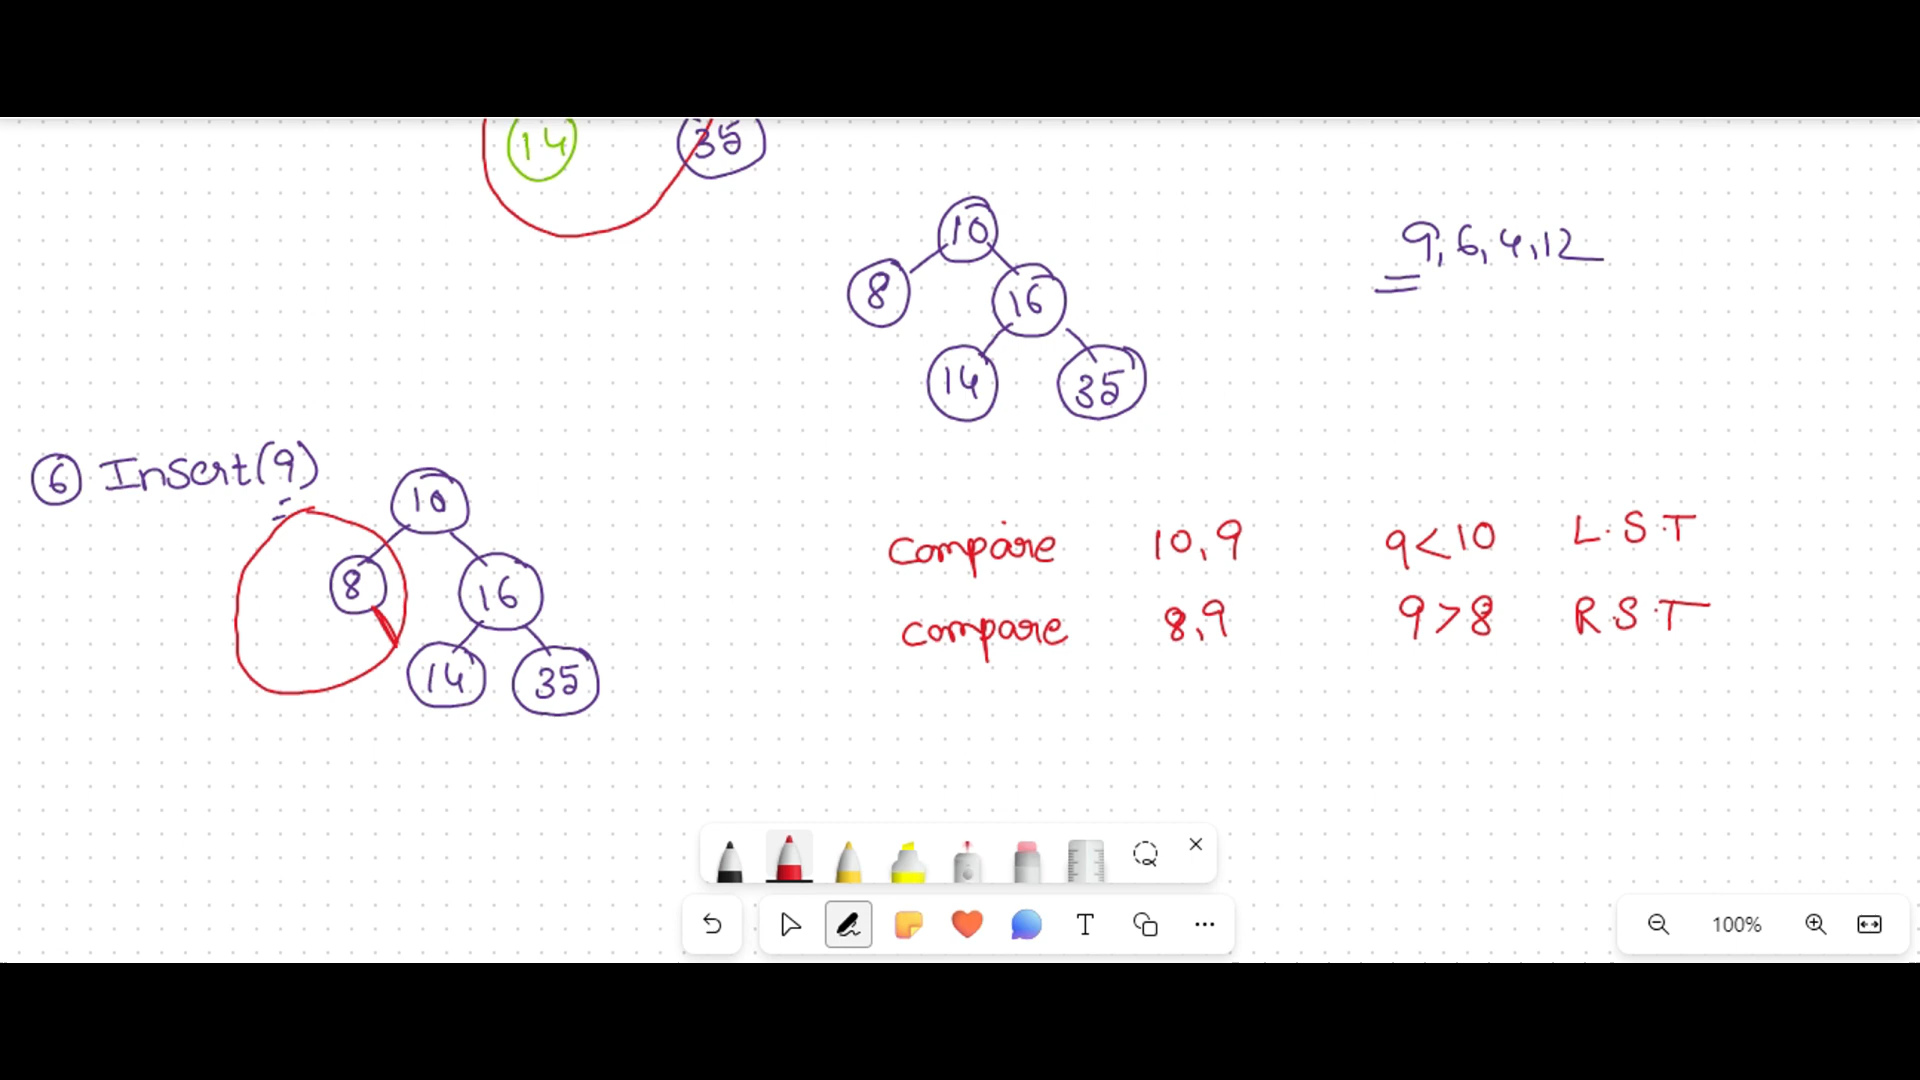 14 35
10
9, 6, 4, 12
8 16
14 35
6 Insert(9)
10
8 16
14 35
compare 10, 9 9<10 L.S.T
compare 8, 9 9>8 R.S.T
T
100%